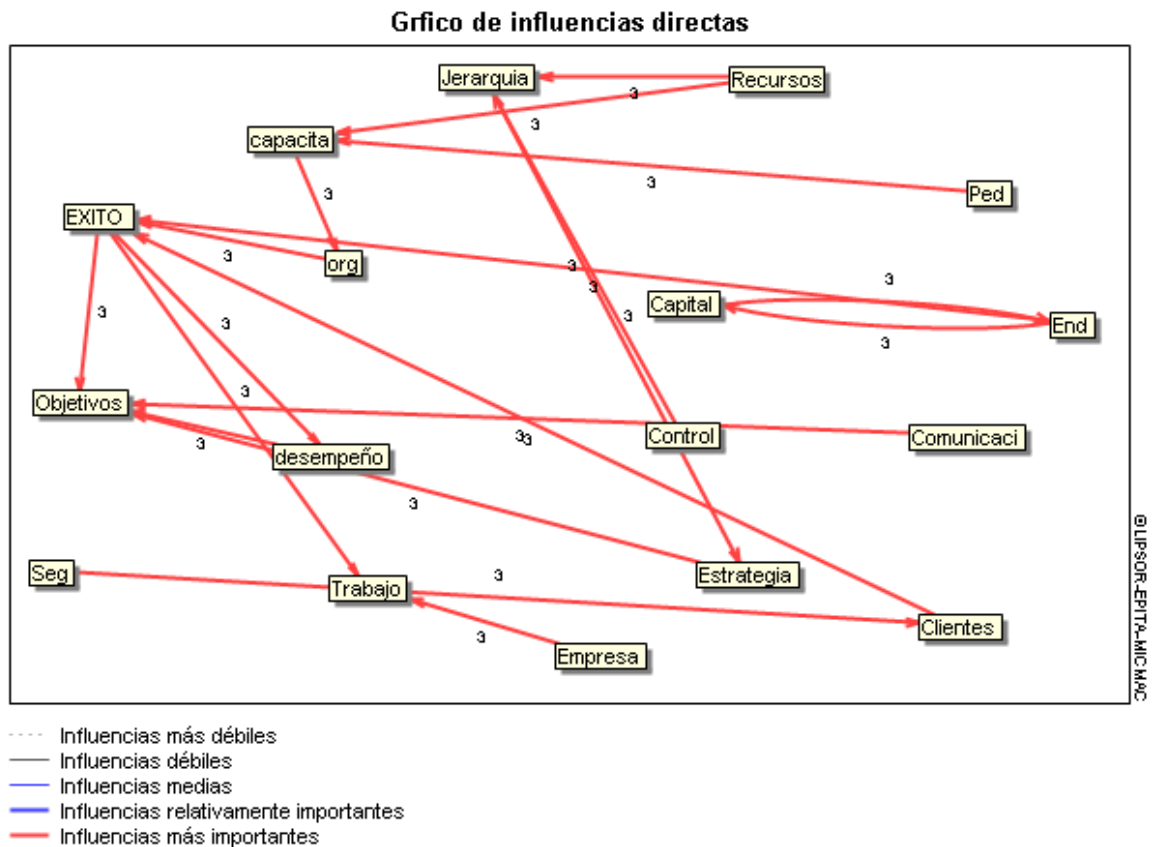 Grfico de influencias directas
Jerarquia
Recursos
3
3
capacita
3
3
Ped
EXITO
3
org
3
3
3
3
Capital
3
3
End
3
3
Objetivos
3
3
Control
33
Comunicaci
desempeño
3
3
Seg
Trabajo
3
Estrategia
Clientes
3
Empresa
©LIPSOR-EPITA-MICMAC
Influencias más débiles
Influencias débiles
Influencias medias
Influencias relativamente importantes
Influencias más importantes